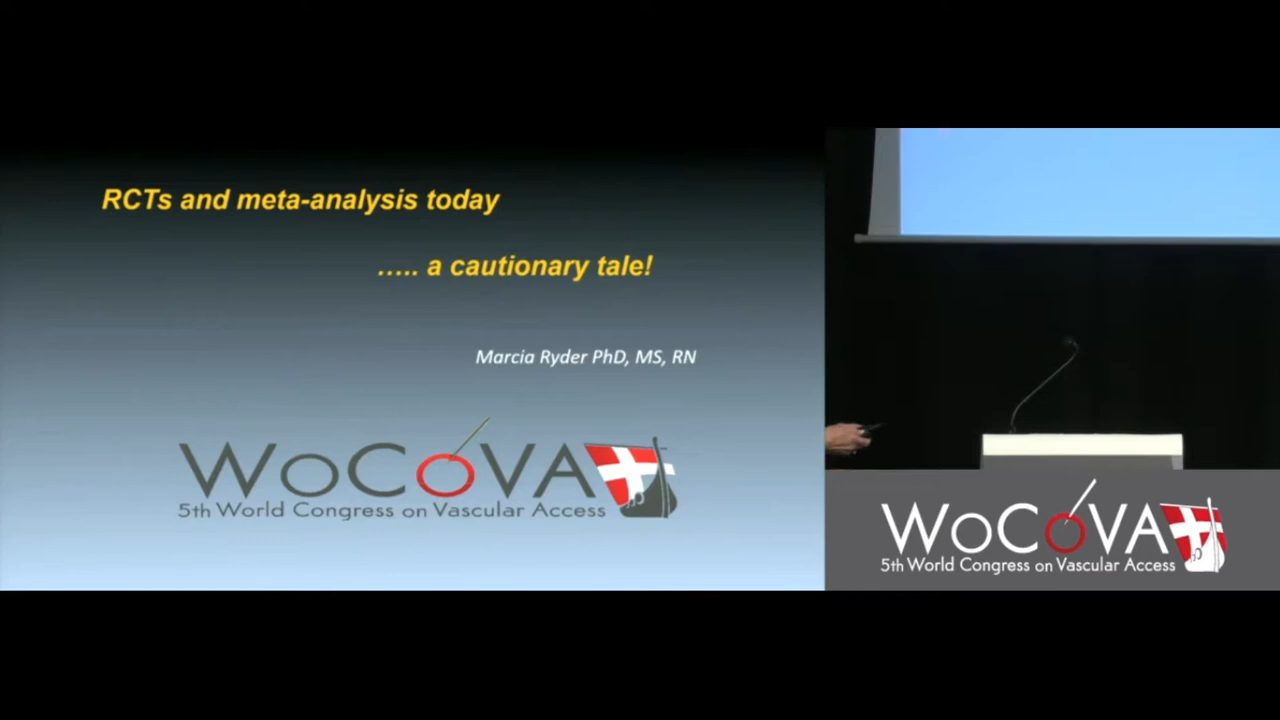 RCTs and meta-analysis today
..... a cautionary tale!
Marcia Ryder PhD, MS, RN
WoCoVA
5th World Congress on Vascular Access
WoCoVA
5th World Congress on Vascular Access